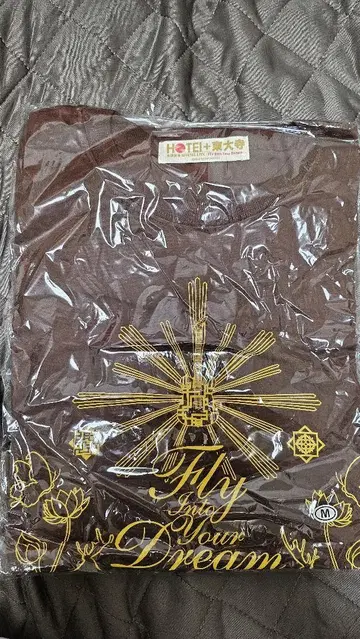 HOTEI+東大寺
Fly
Into
Your
Dream
M